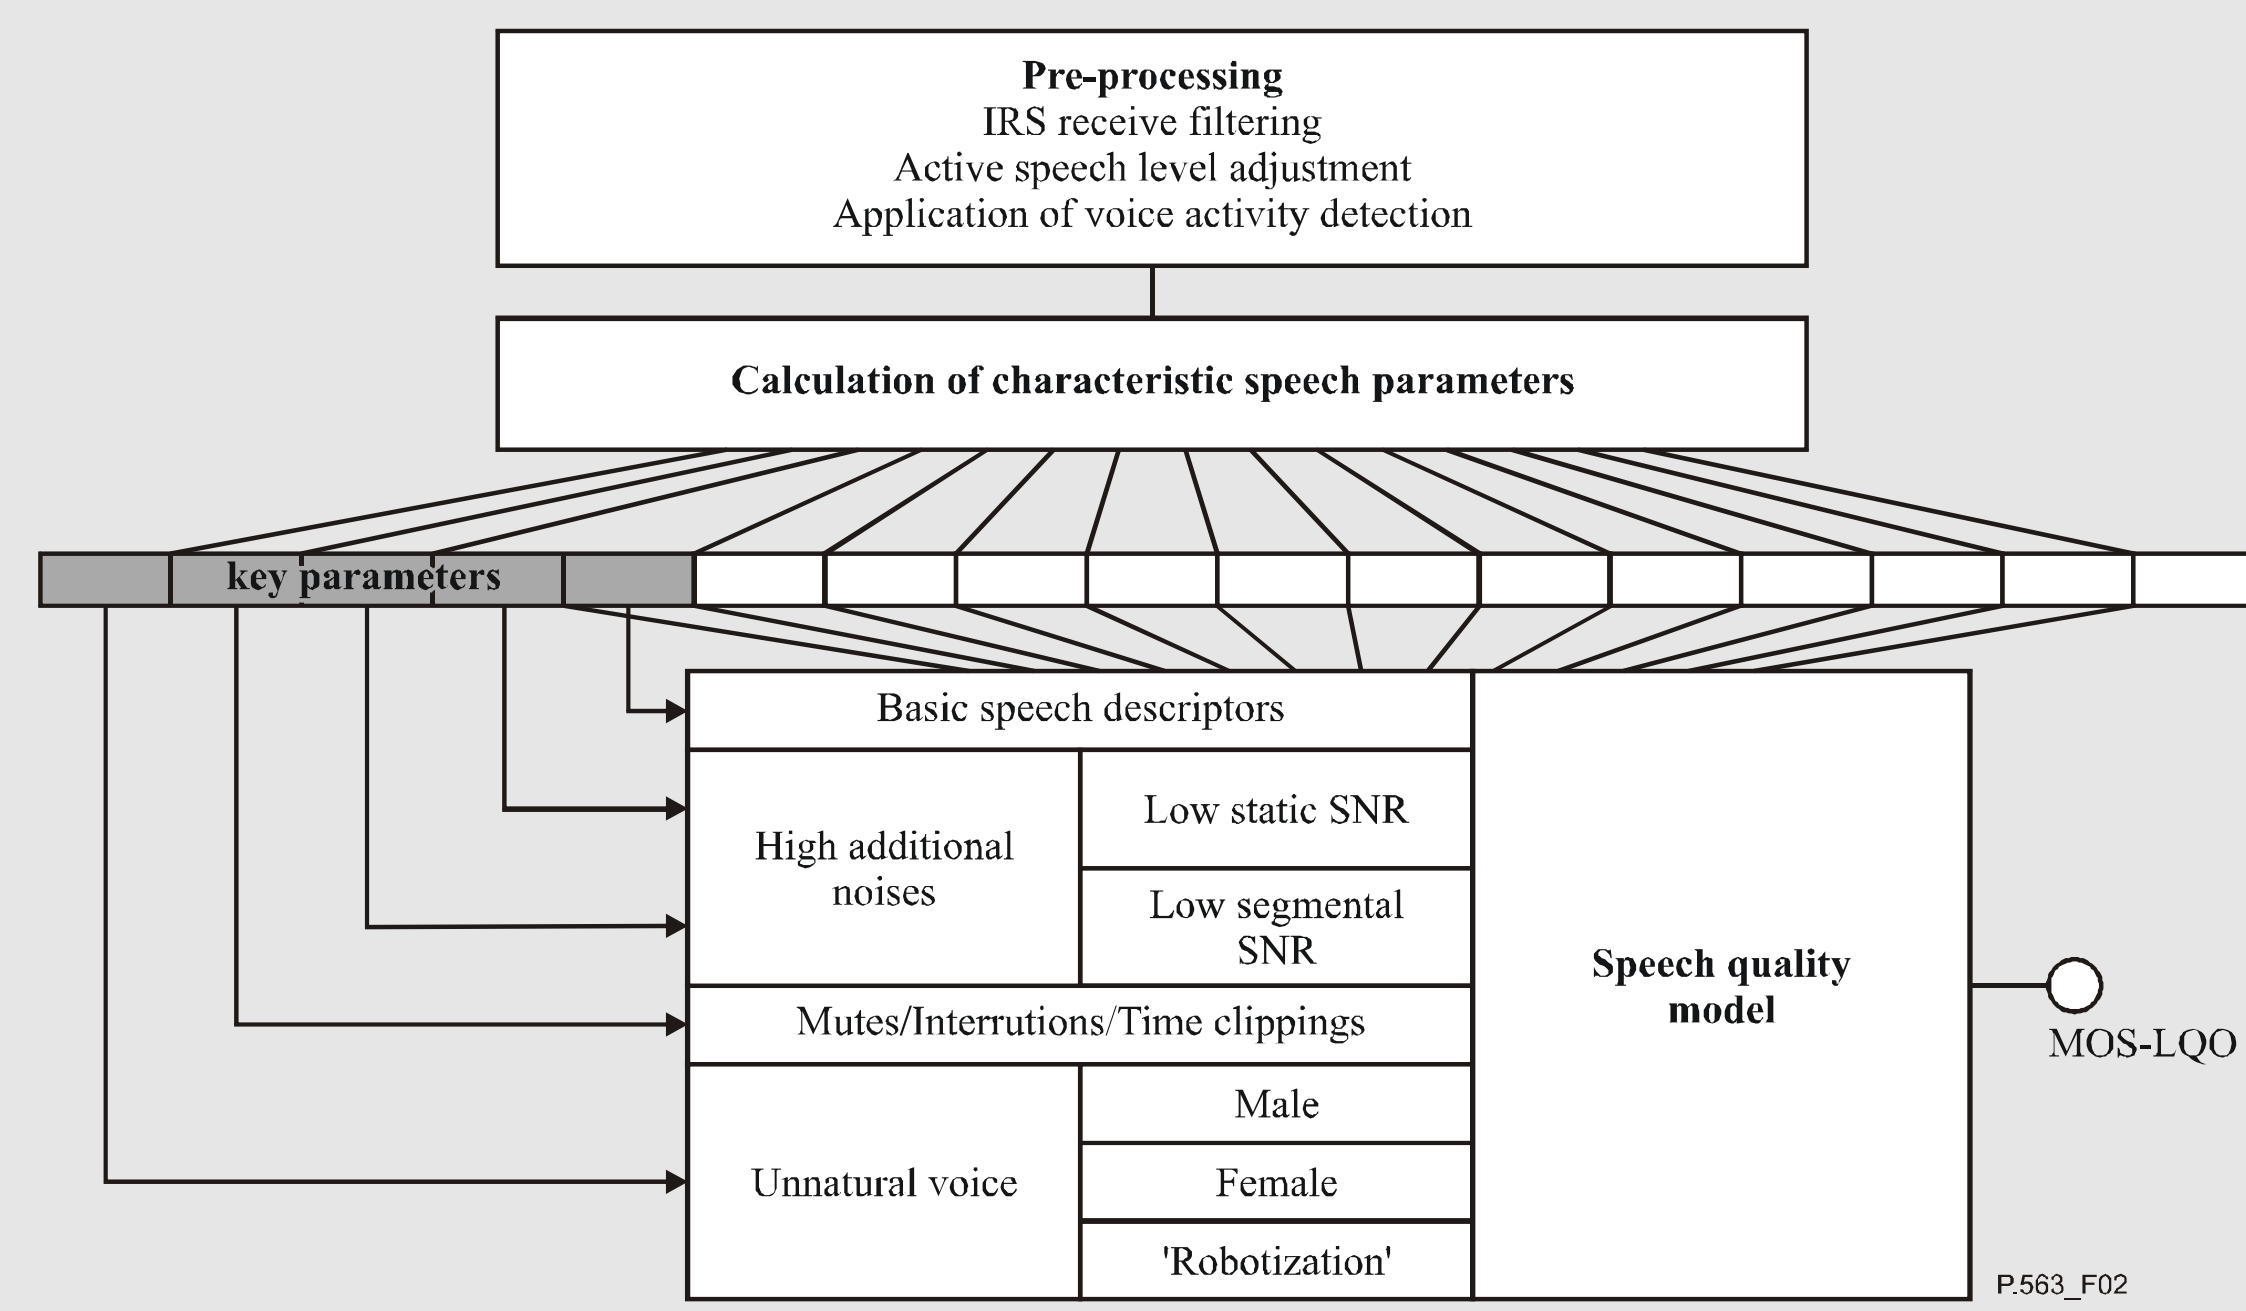 Pre-processing
IRS receive filtering
Active speech level adjustment
Application of voice activity detection
Calculation of characteristic speech parameters
key parameters
Basic speech descriptors
High additional
noises
Low static SNR
Low segmental
SNR
Mutes/Interrutions/Time clippings
Unnatural voice
Male
Female
'Robotization'
Speech quality
model
MOS-LQO
P.563_F02